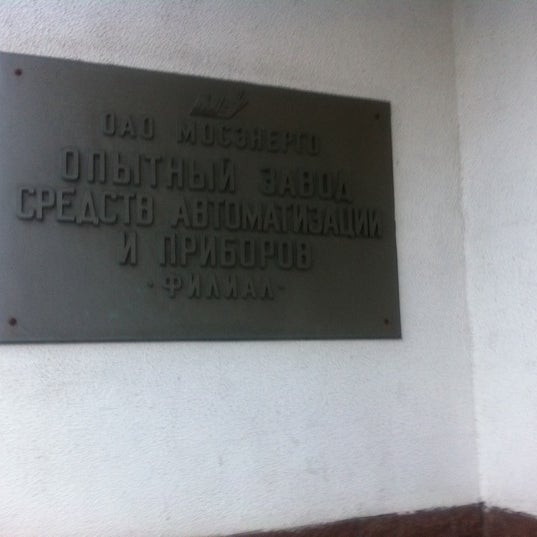 ОАО МОСЭНЕРГО
ОПЫТНЫЙ ЗАВОД
СРЕДСТВ АВТОМАТИЗАЦИИ
И ПРИБОРОВ
-ФИЛИАЛ-